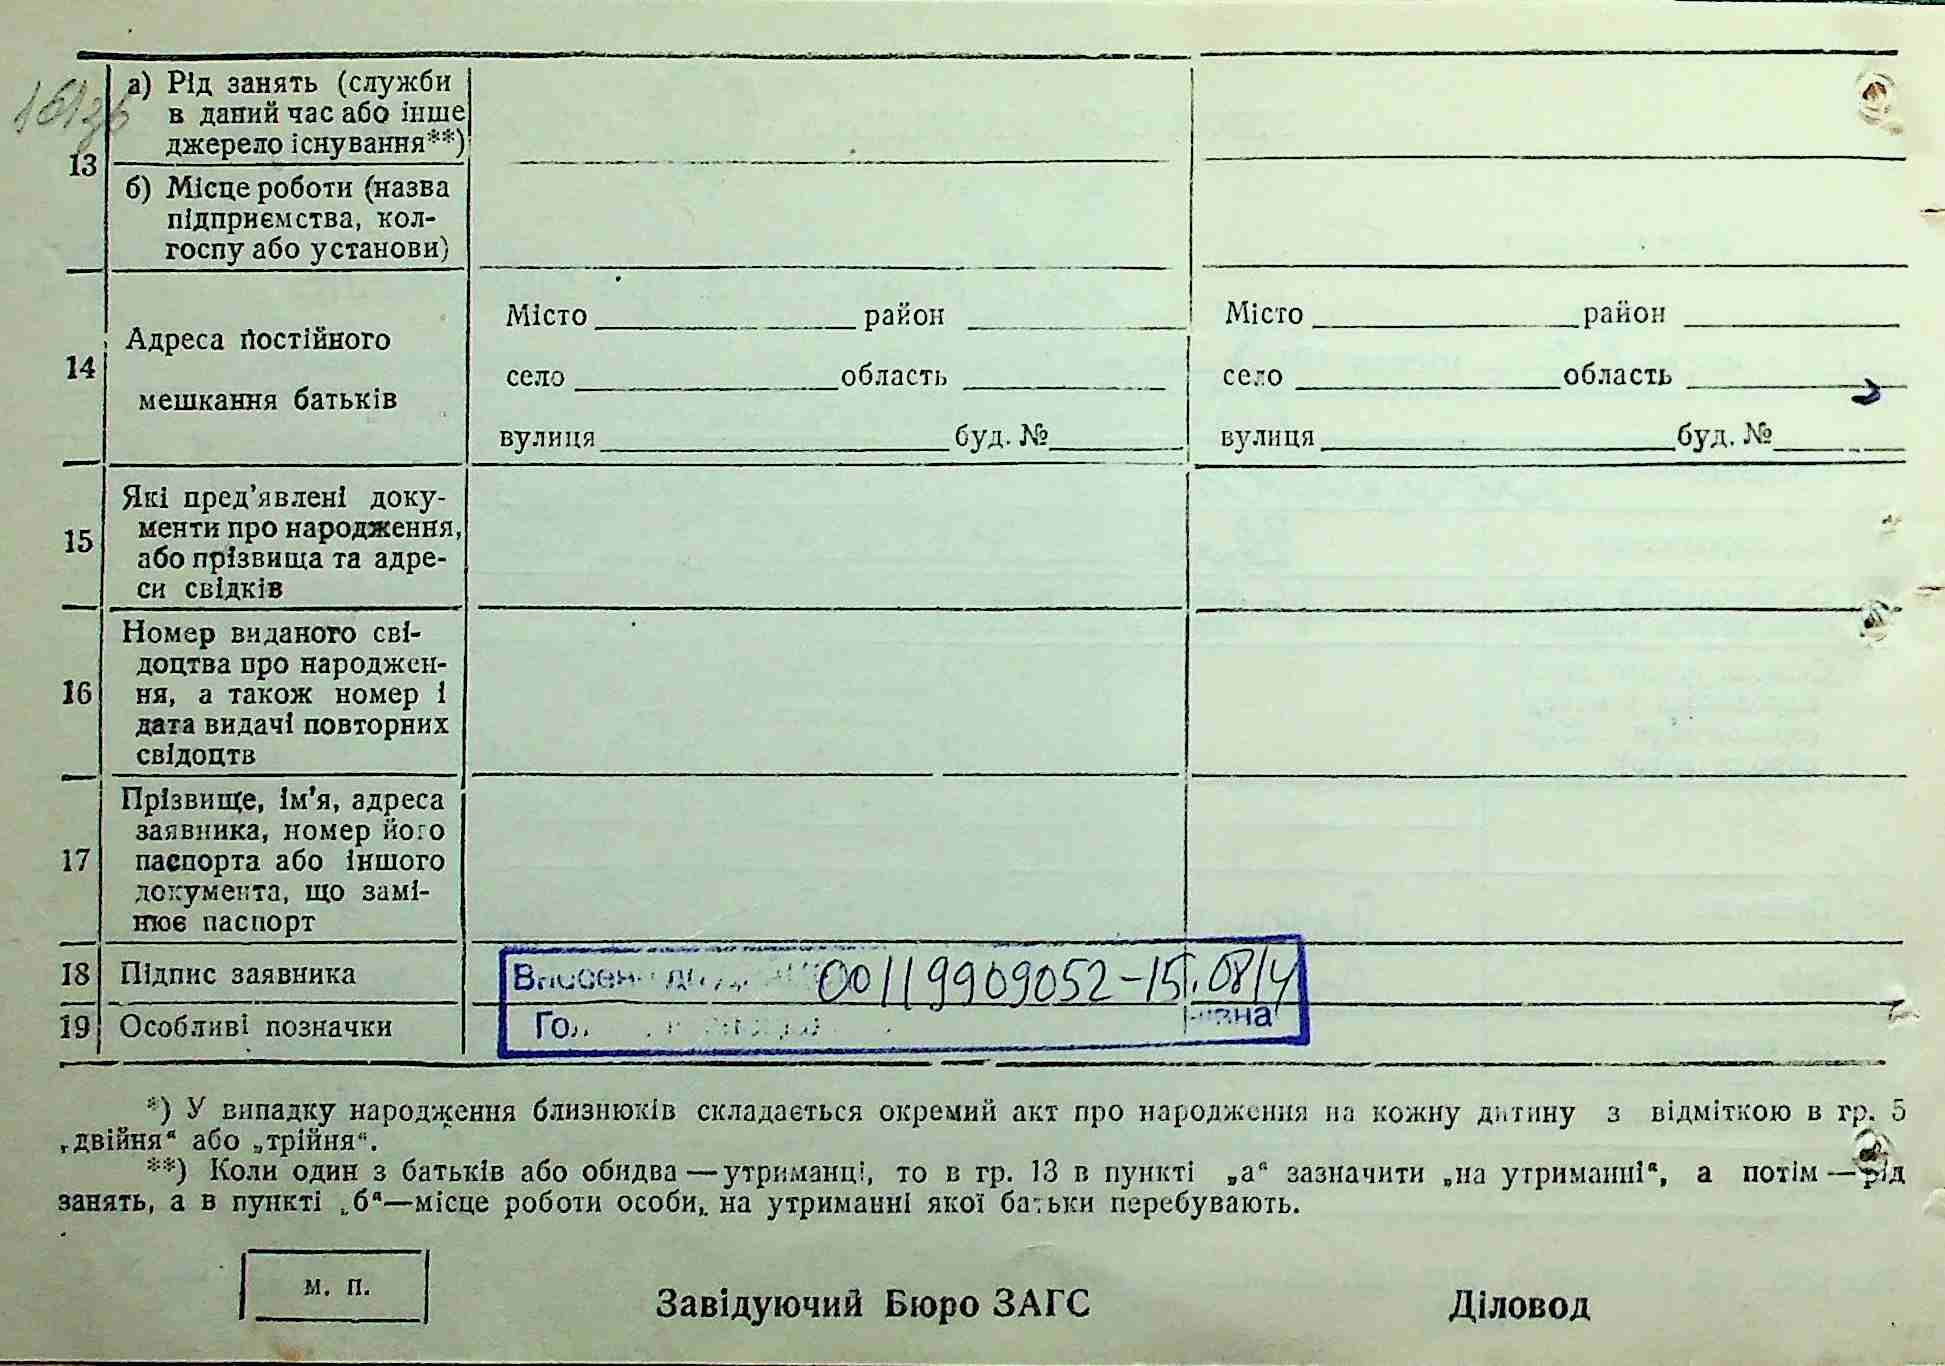 13
а) Рід занять (служби
в даний час або інше
джерело існування**)
б) Місце роботи (назва
підприємства, кол-
госпу або установи)
14
Адреса постійного
мешкання батьків
Місто район
село область
вулиця буд. №
Місто район
село область
вулиця буд. №
15
Які пред'явлені доку-
менти про народження,
або прізвища та адре-
си свідків
16
Номер виданого сві-
доцтва про народжен-
ня, а також номер і
дата видачі повторних
свідоцтв
17
Прізвище, ім'я, адреса
заявника, номер його
паспорта або іншого
документа, що замі-
нює паспорт
18 Підпис заявника
00119909052-15.08/4
19 Особливі позначки
*) У випадку народження близнюків складається окремий акт про народження на кожну дитину з відміткою в гр. 5
„двійня“ або „трійня“.
**) Коли один з батьків або обидва — утриманці, то в гр. 13 в пункті „а“ зазначити „на утриманні“, а потім — рід
занять, а в пункті „б“—місце роботи особи, на утриманні якої батьки перебувають.
м. п.
Завідуючий Бюро ЗАГС Діловод